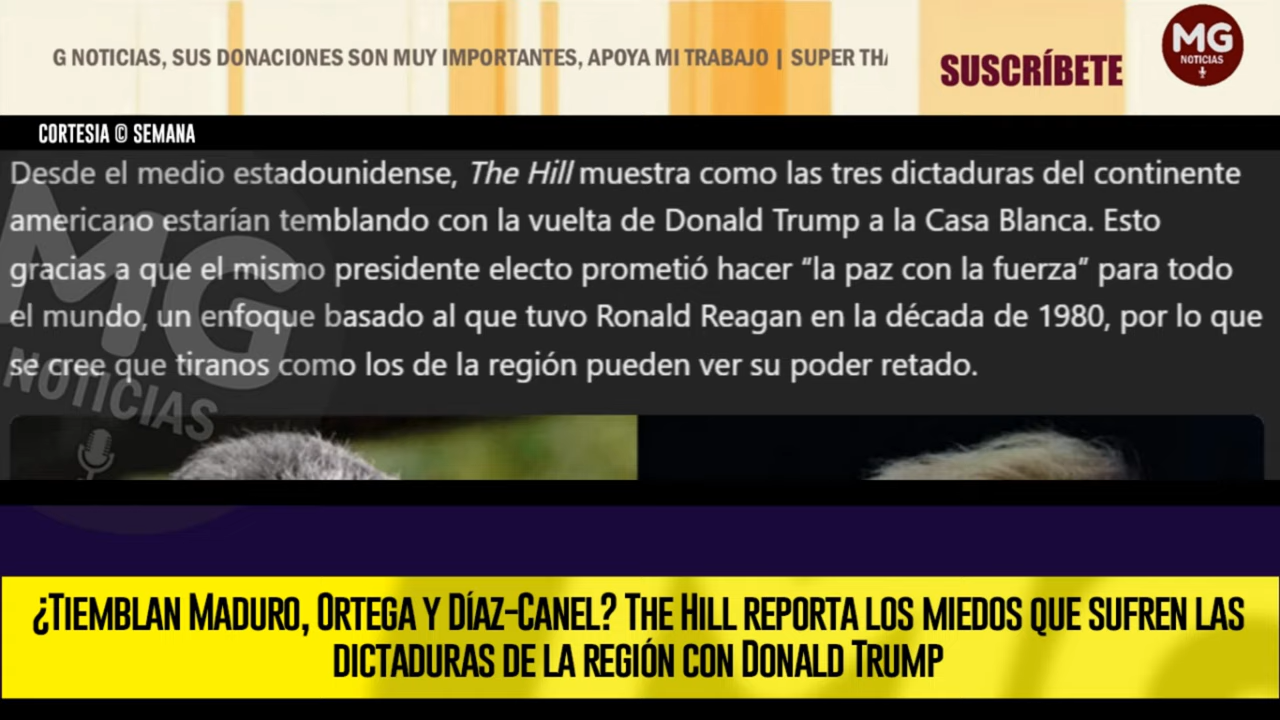 G NOTICIAS, SUS DONACIONES SON MUY IMPORTANTES, APOYA MI TRABAJO | SUPER
SUSCRÍBETE
MG
NOTICIAS
CORTESIA © SEMANA
Desde el medio estadounidense, The Hill muestra como las tres dictaduras del continente
americano estarían temblando con la vuelta de Donald Trump a la Casa Blanca. Esto
gracias a que el mismo presidente electo prometió hacer “la paz con la fuerza” para todo
el mundo, un enfoque basado al que tuvo Ronald Reagan en la década de 1980, por lo que
se cree que tiranos como los de la región pueden ver su poder retado.
MG
NOTICIAS
¿TIEMBLAN MADURO, ORTEGA Y DÍAZ-CANEL? THE HILL REPORTA LOS MIEDOS QUE SUFREN LAS
DICTADURAS DE LA REGIÓN CON DONALD TRUMP